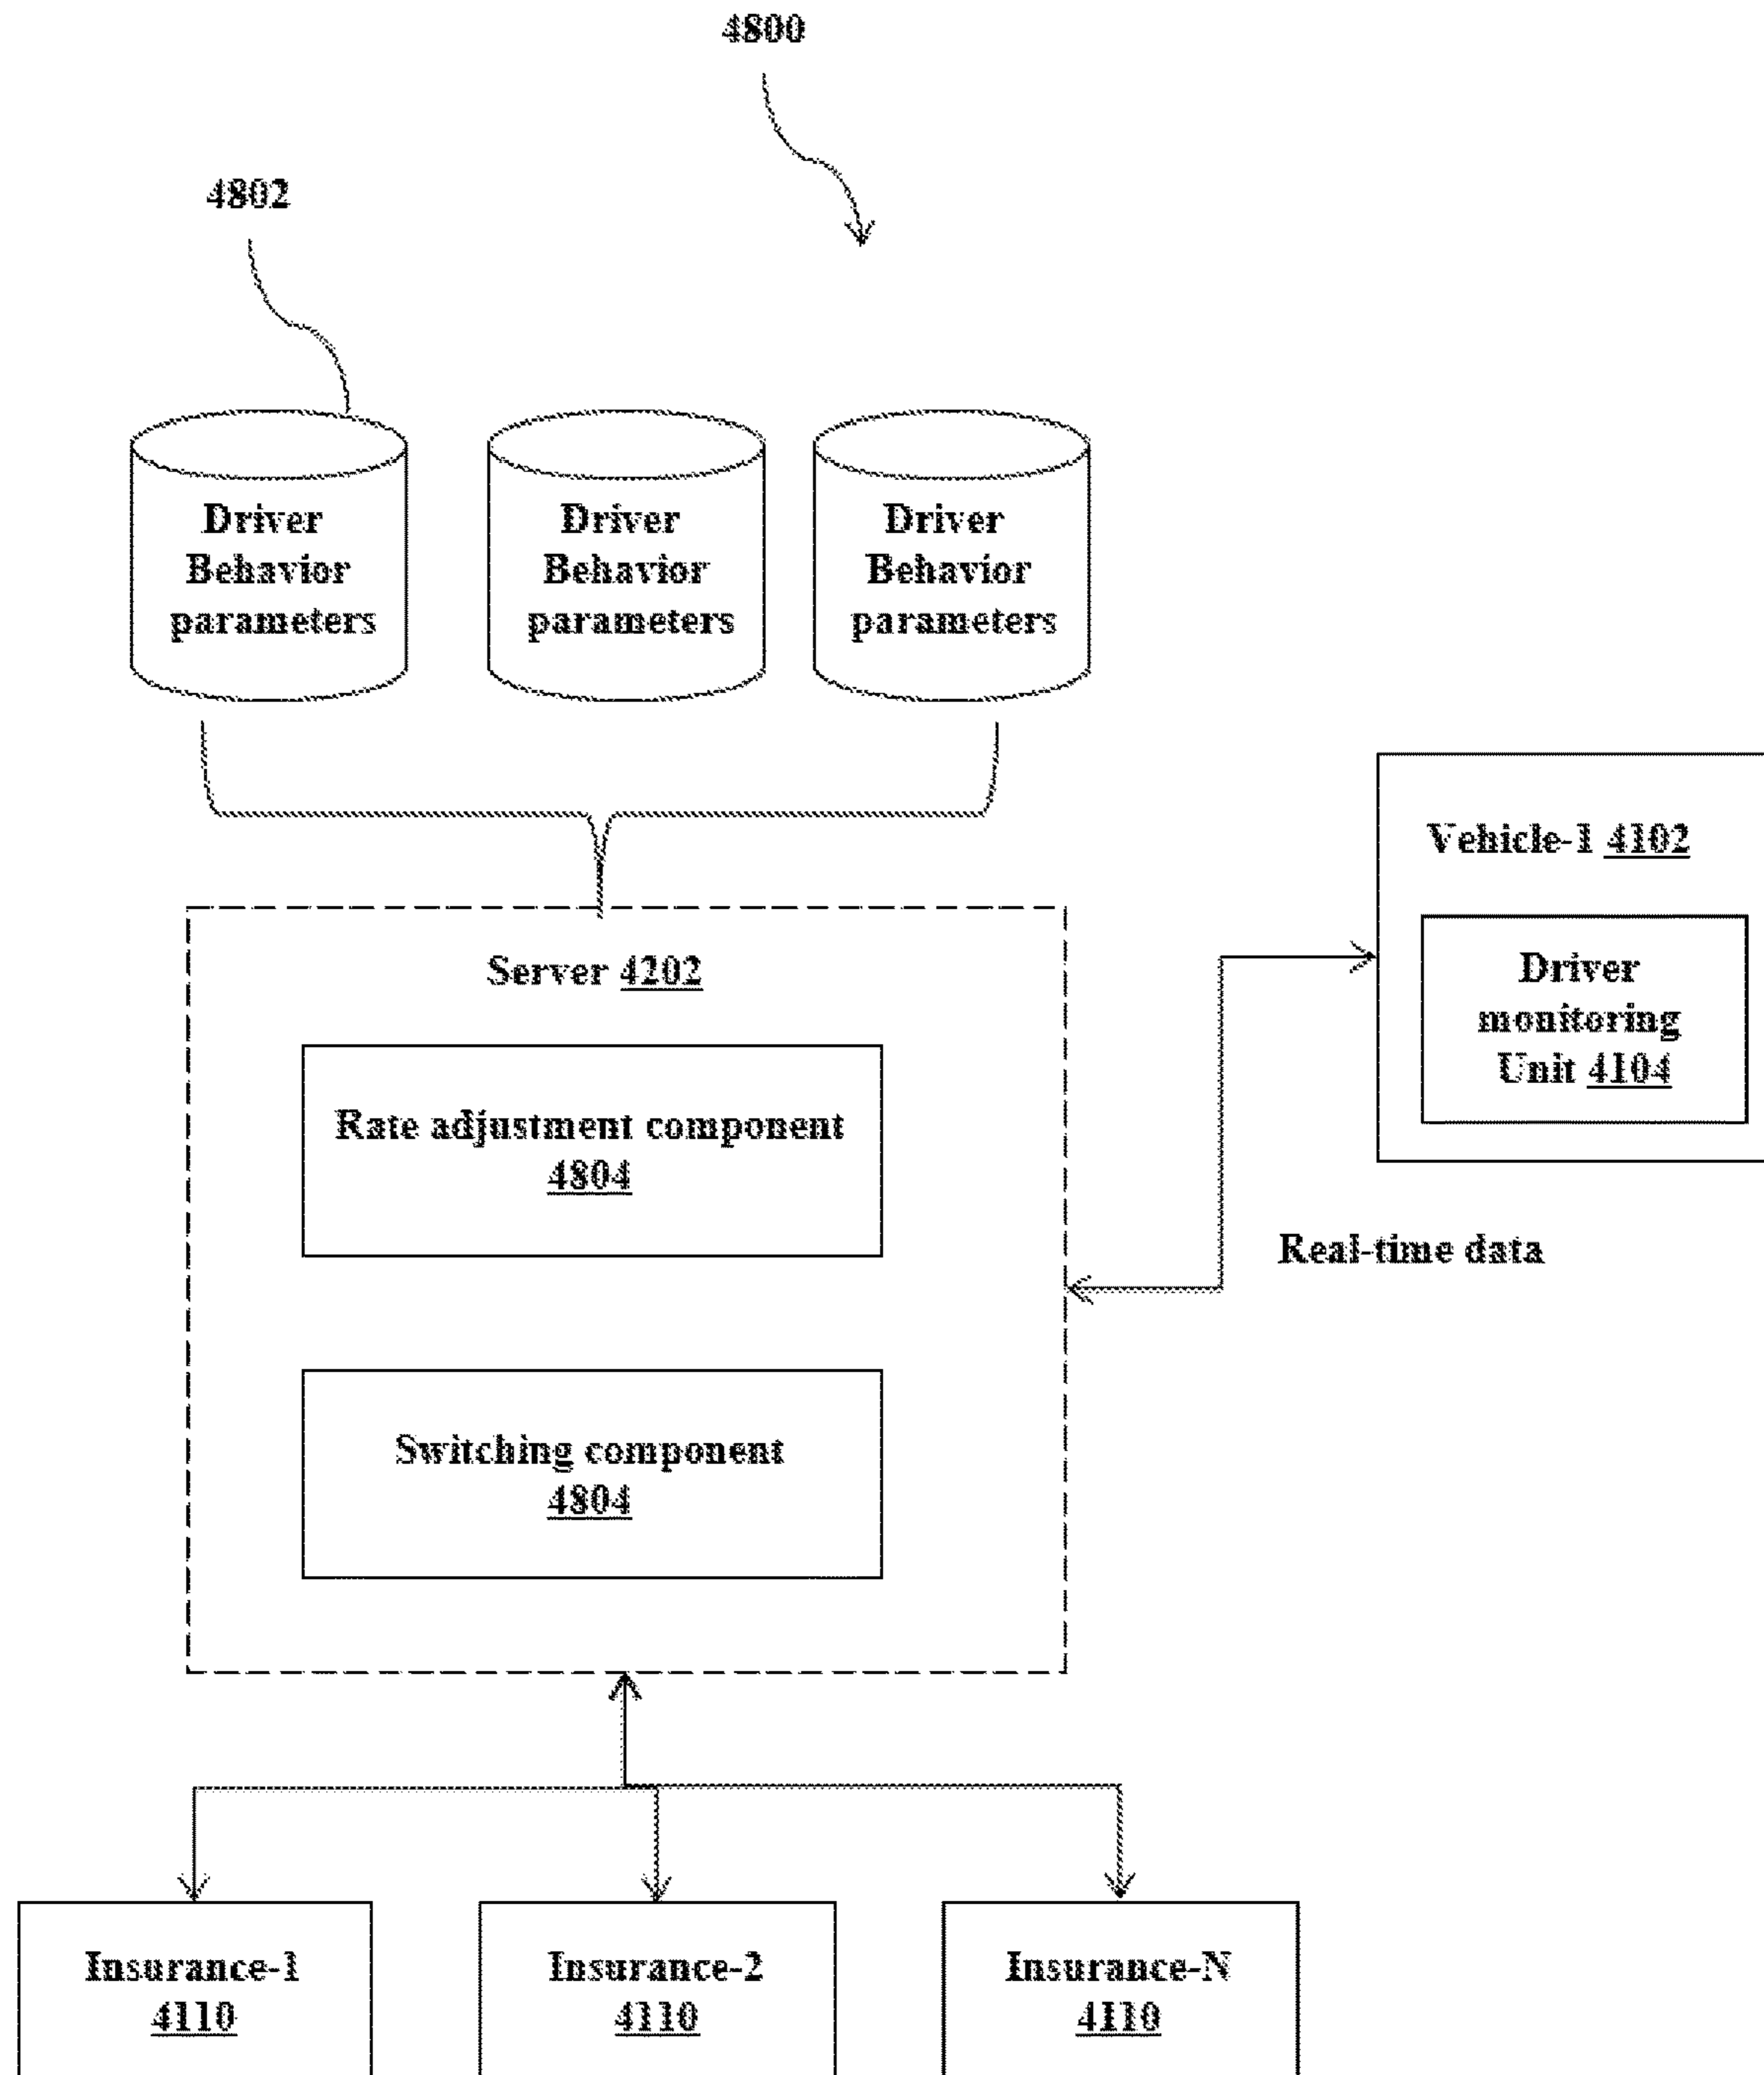 4800
4802
Driver
Behavior
parameters
Driver
Behavior
parameters
Driver
Behavior
parameters
Vehicle-1 4102
Driver
monitoring
Unit 4104
Server 4202
Rate adjustment component
4804
Real-time data
Switching component
4804
Insurance-1
4110
Insurance-2
4110
Insurance-N
4110